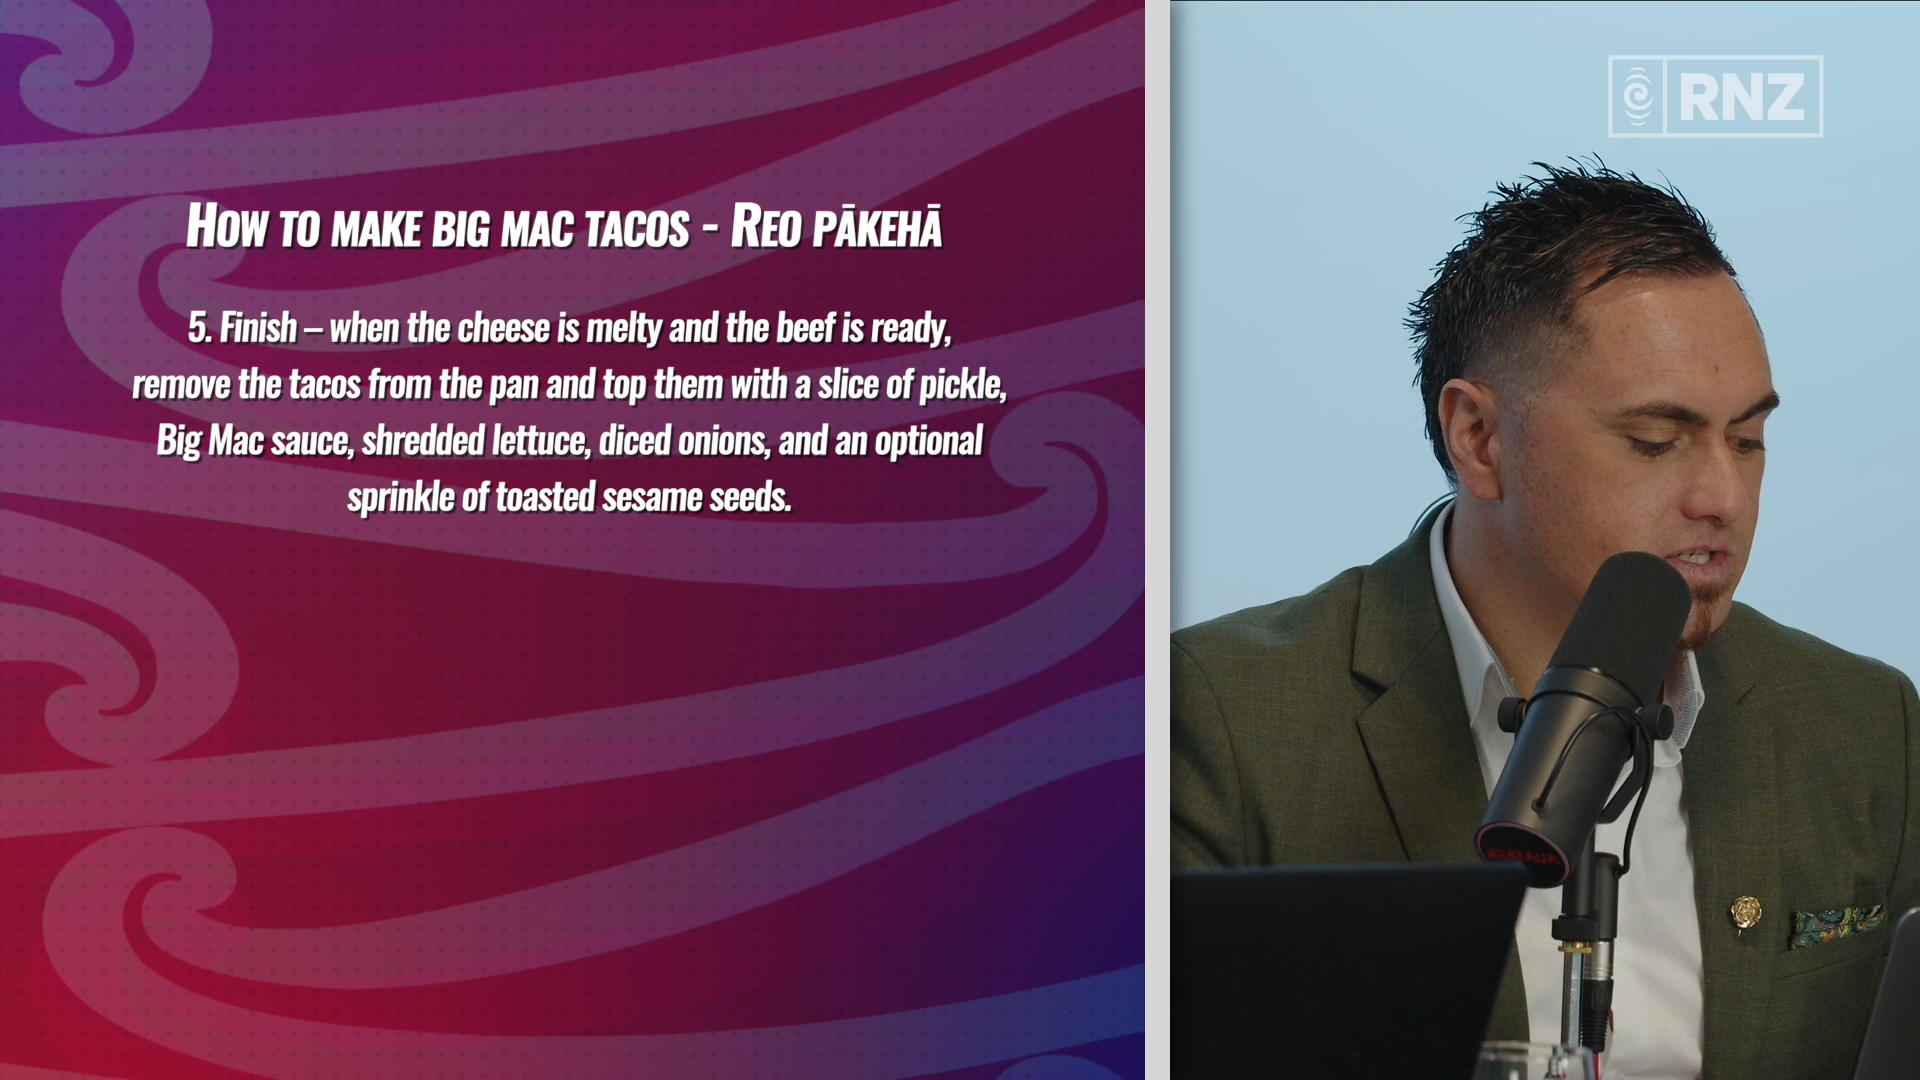 RNZ
How to make big mac tacos - Reo pākehā
5. Finish – when the cheese is melty and the beef is ready,
remove the tacos from the pan and top them with a slice of pickle,
Big Mac sauce, shredded lettuce, diced onions, and an optional
sprinkle of toasted sesame seeds.